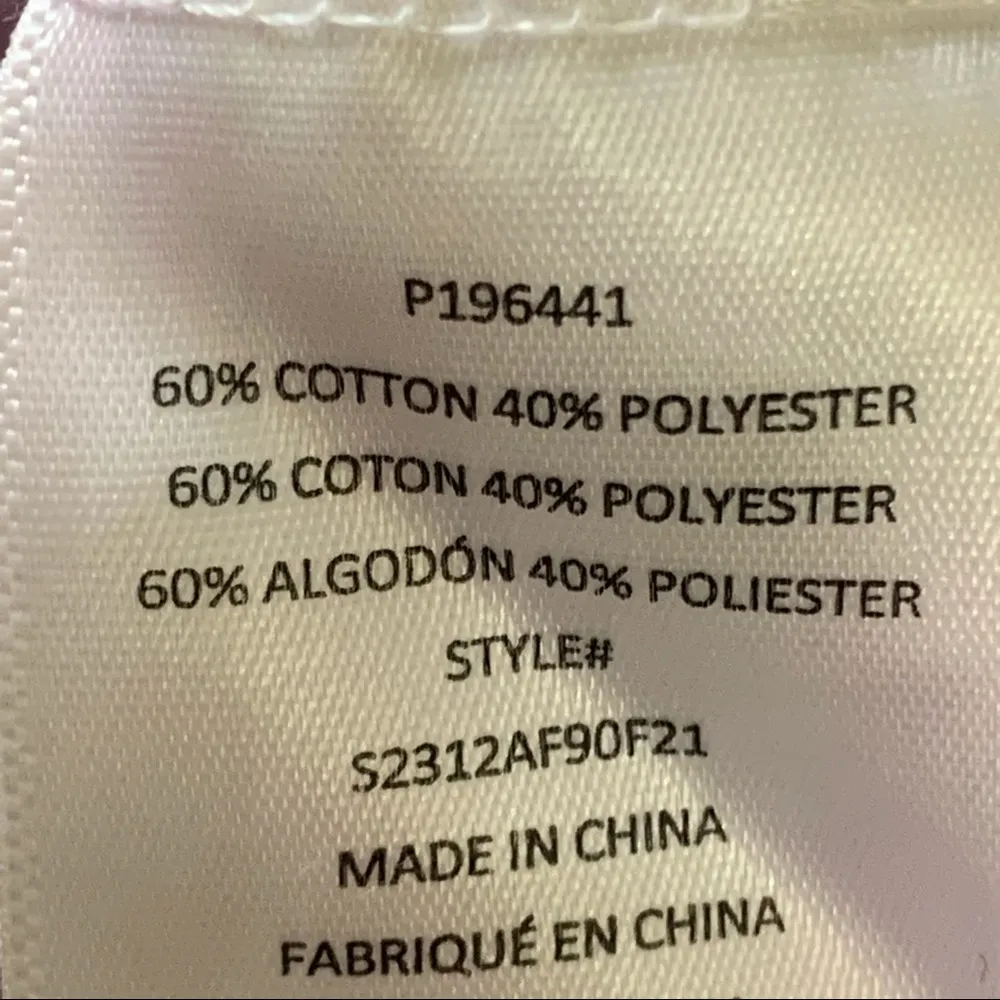 P196441
60% COTTON 40% POLYESTER
60% COTON 40% POLYESTER
60% ALGODÓN 40% POLIESTER
STYLE#
S2312AF90F21
MADE IN CHINA
FABRIQUÉ EN CHINA